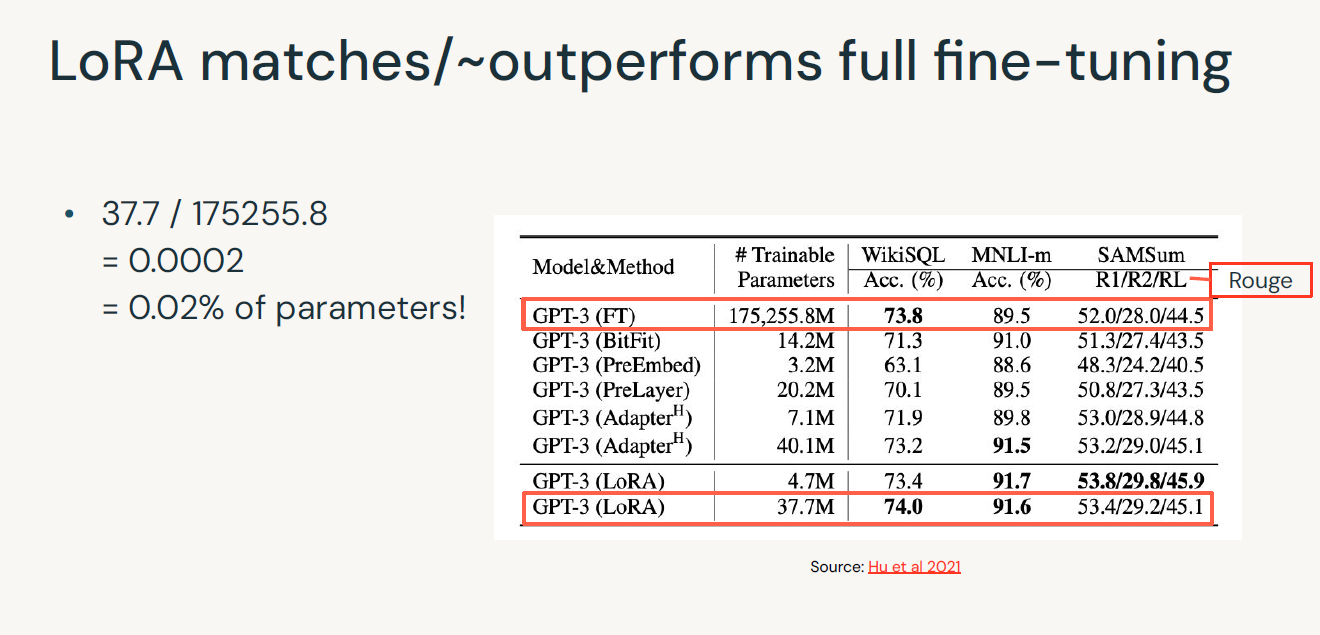 LoRA matches/~outperforms full fine-tuning
• 37.7 / 175255.8
= 0.0002
= 0.02% of parameters!
Model&Method # Trainable Parameters WikiSQL Acc. (%) MNLI-m Acc. (%) SAMSum R1/R2/RL
Rouge
GPT-3 (FT) 175,255.8M 73.8 89.5 52.0/28.0/44.5
GPT-3 (BitFit) 14.2M 71.3 91.0 51.3/27.4/43.5
GPT-3 (PreEmbed) 3.2M 63.1 88.6 48.3/24.2/40.5
GPT-3 (PreLayer) 20.2M 70.1 89.5 50.8/27.3/43.5
GPT-3 (Adapterᴴ) 7.1M 71.9 89.8 53.0/28.9/44.8
GPT-3 (Adapterᴴ) 40.1M 73.2 91.5 53.2/29.0/45.1
GPT-3 (LoRA) 4.7M 73.4 91.7 53.8/29.8/45.9
GPT-3 (LoRA) 37.7M 74.0 91.6 53.4/29.2/45.1
Source: Hu et al 2021